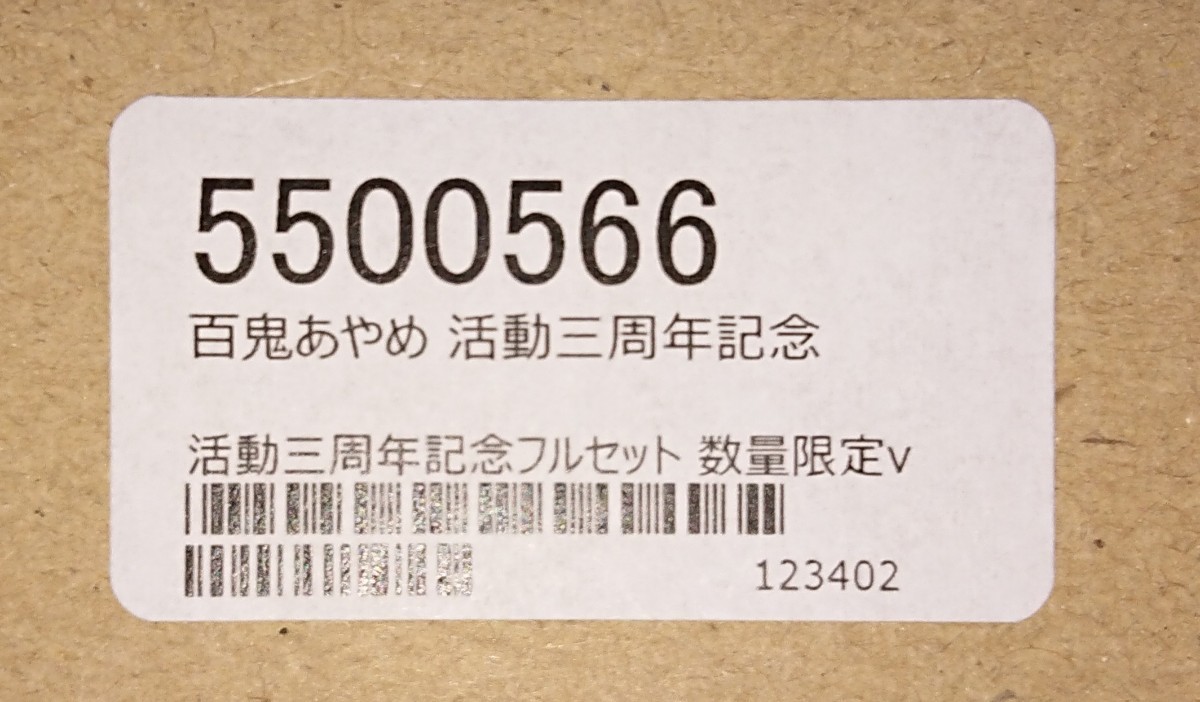 5500566
百鬼あやめ 活動三周年記念
活動三周年記念フルセット 数量限定v
123402